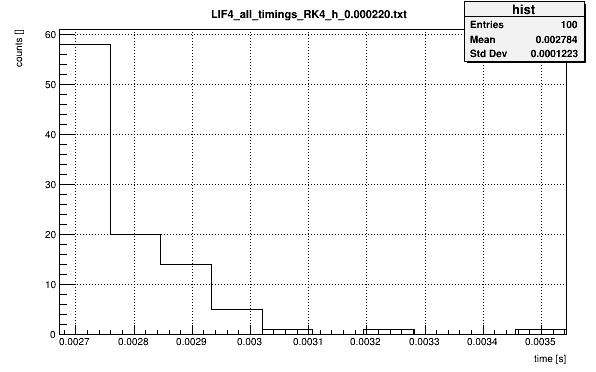 LIF4_all_timings_RK4_h_0.000220.txt
hist
Entries 100
Mean 0.002784
Std Dev 0.0001223
counts []
60
50
40
30
20
10
0
0.0027 0.0028 0.0029 0.003 0.0031 0.0032 0.0033 0.0034 0.0035
time [s]